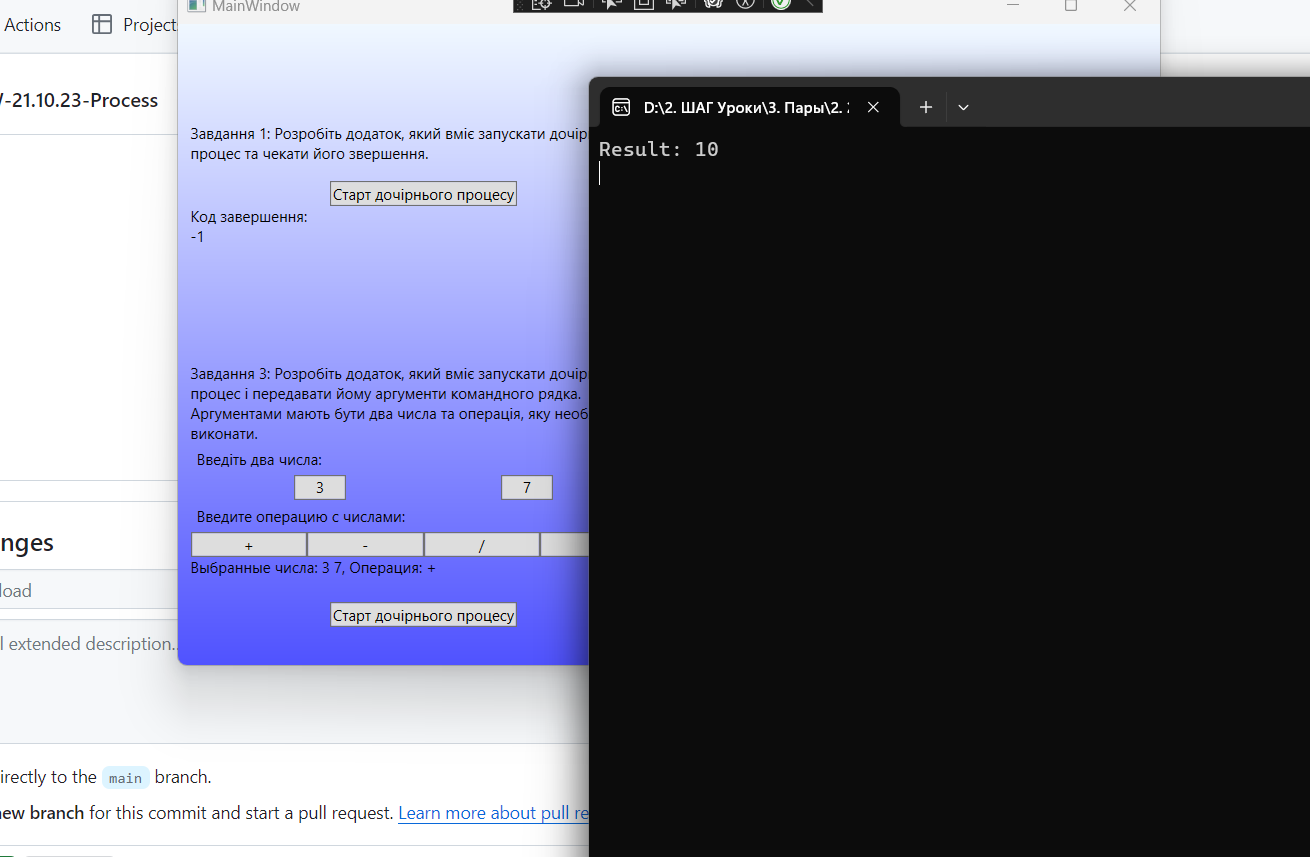 MainWindow
Actions
Project
-21.10.23-Process
D:\2. ШАГ Уроки\3. Пары\2.
Result: 10
Завдання 1: Розробіть додаток, який вміє запускати дочір
процес та чекати його звершення.
Старт дочірнього процесу
Код завершення:
-1
Завдання 3: Розробіть додаток, який вміє запускати дочір
процес і передавати йому аргументи командного рядка.
Аргументами мають бути два числа та операція, яку необ
виконати.
Введіть два числа:
3 7
Введите операцию с числами:
+ - /
Выбранные числа: 3 7, Операция: +
Старт дочірнього процесу
nges
load
l extended description..
irectly to the main branch.
new branch for this commit and start a pull request. Learn more about pull re